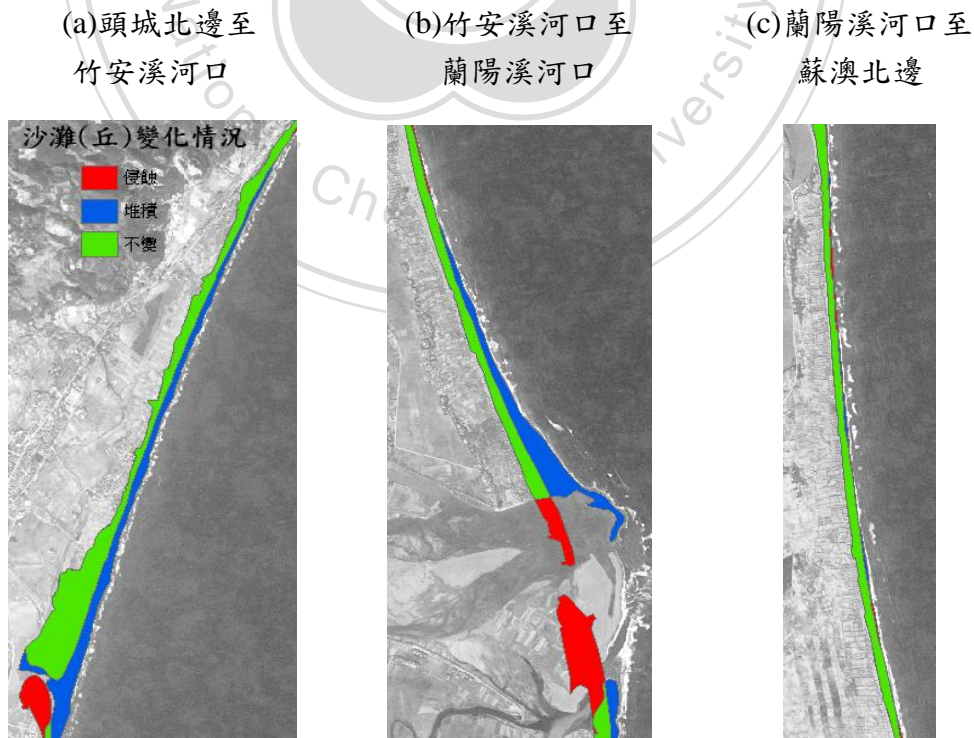 (a)頭城北邊至
竹安溪河口
(b)竹安溪河口至
蘭陽溪河口
(c)蘭陽溪河口至
蘇澳北邊
沙灘(丘)變化情況
侵蝕
堆積
不變